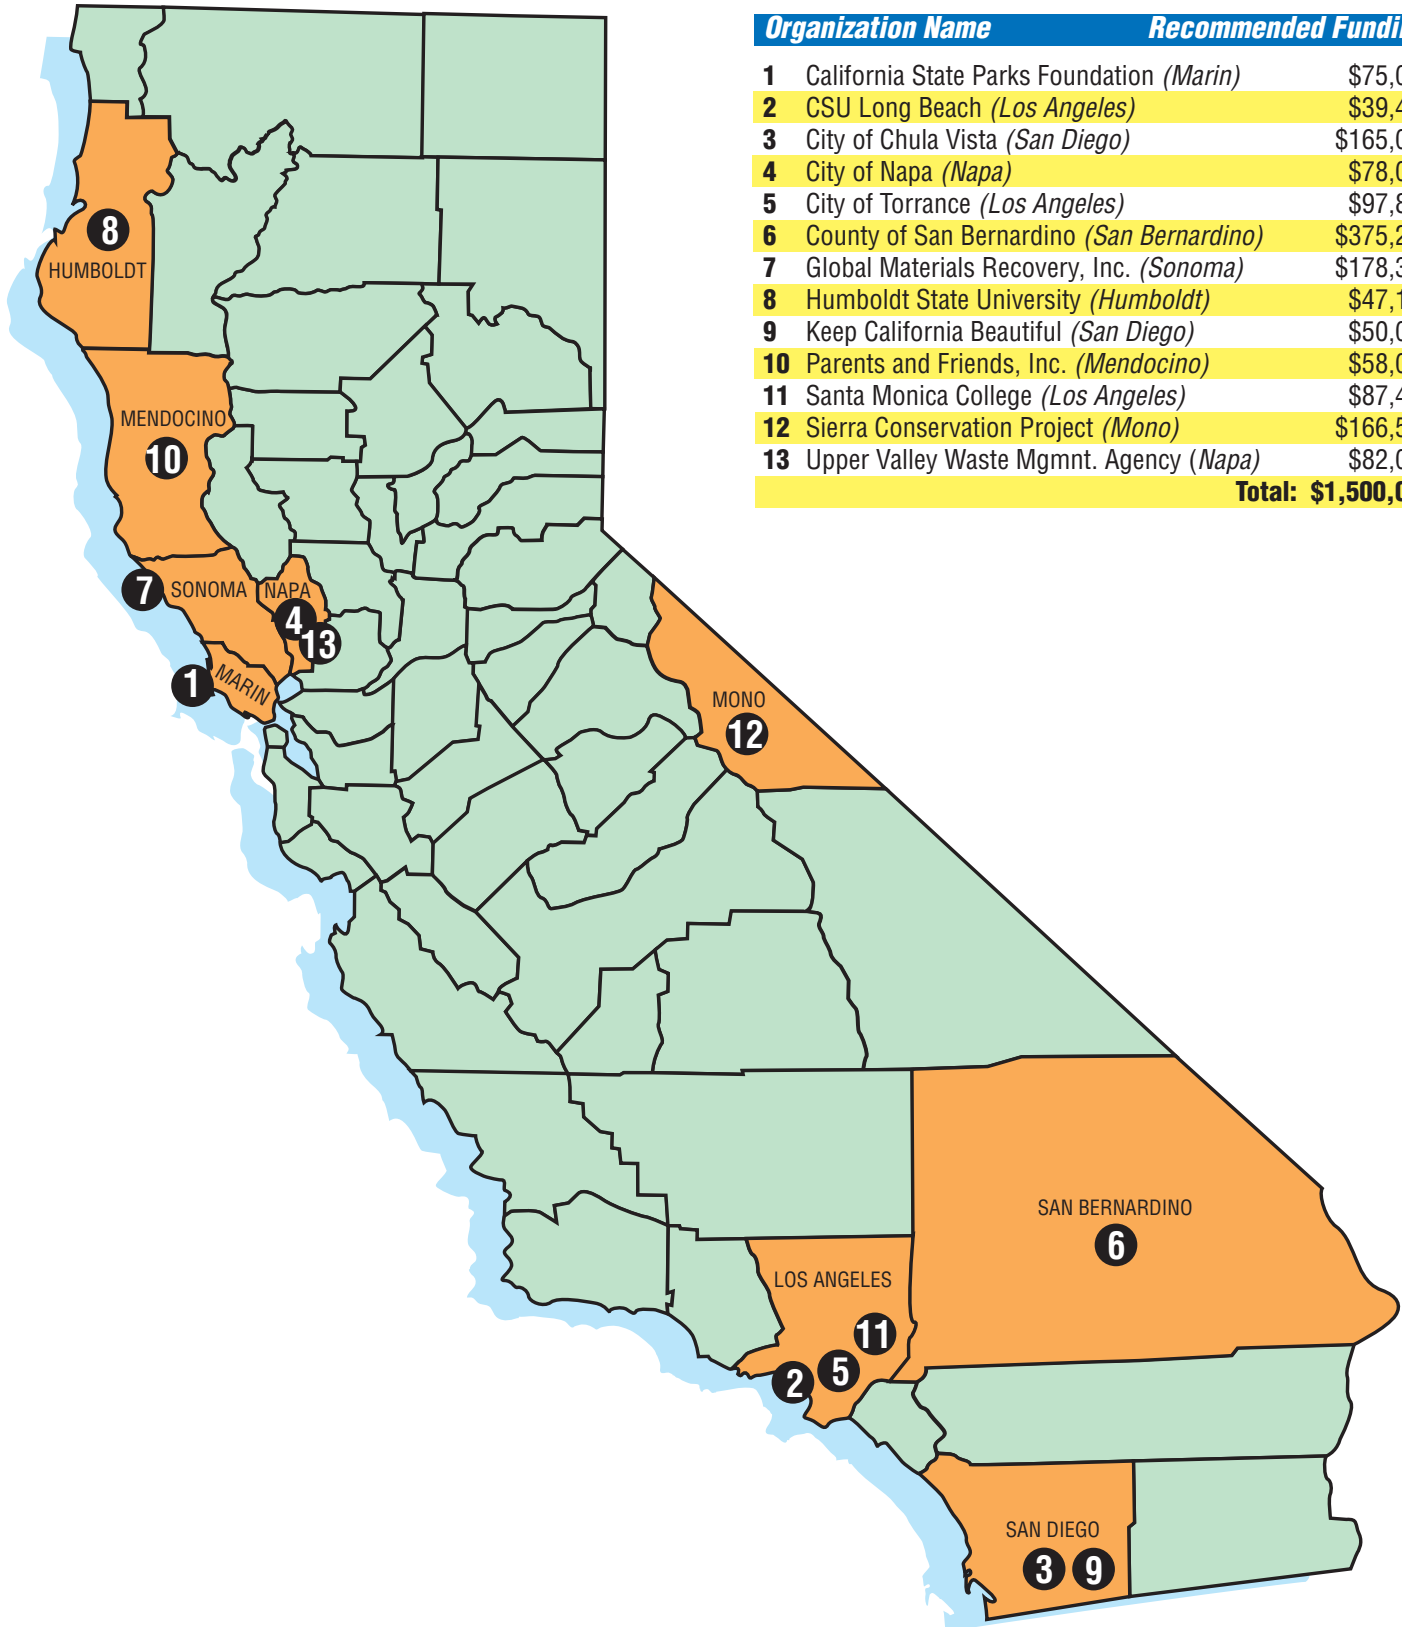 Organization Name Recommended Fundi
1 California State Parks Foundation (Marin) $75,0
2 CSU Long Beach (Los Angeles) $39,4
3 City of Chula Vista (San Diego) $165,0
4 City of Napa (Napa) $78,0
5 City of Torrance (Los Angeles) $97,8
6 County of San Bernardino (San Bernardino) $375,2
7 Global Materials Recovery, Inc. (Sonoma) $178,3
8 Humboldt State University (Humboldt) $47,1
9 Keep California Beautiful (San Diego) $50,0
10 Parents and Friends, Inc. (Mendocino) $58,0
11 Santa Monica College (Los Angeles) $87,4
12 Sierra Conservation Project (Mono) $166,5
13 Upper Valley Waste Mgmnt. Agency (Napa) $82,0
Total: $1,500,0
8
HUMBOLDT
MENDOCINO
10
7
SONOMA
NAPA
4
13
1
MARIN
MONO
12
SAN BERNARDINO
6
LOS ANGELES
11
5
2
SAN DIEGO
3 9